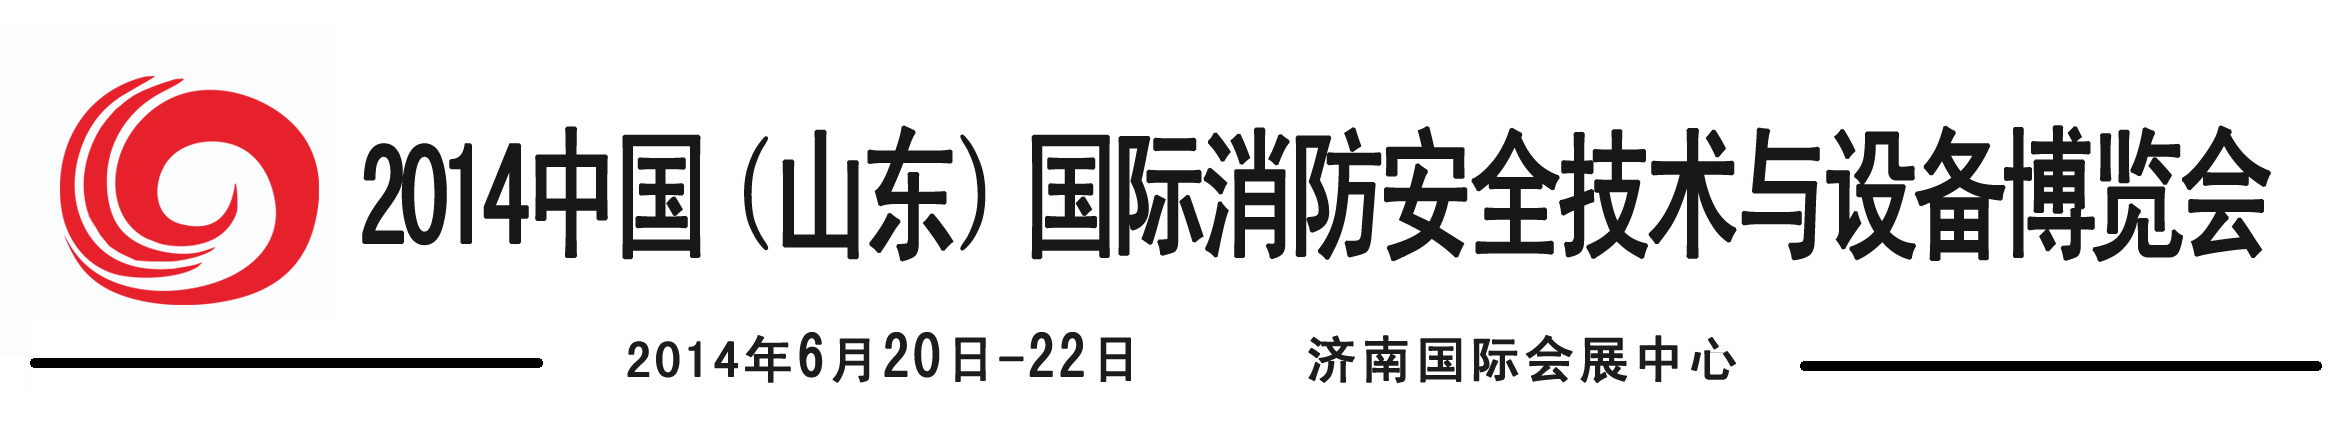 2014中国（山东）国际消防安全技术与设备博览会
2014年6月20日-22日 济南国际会展中心